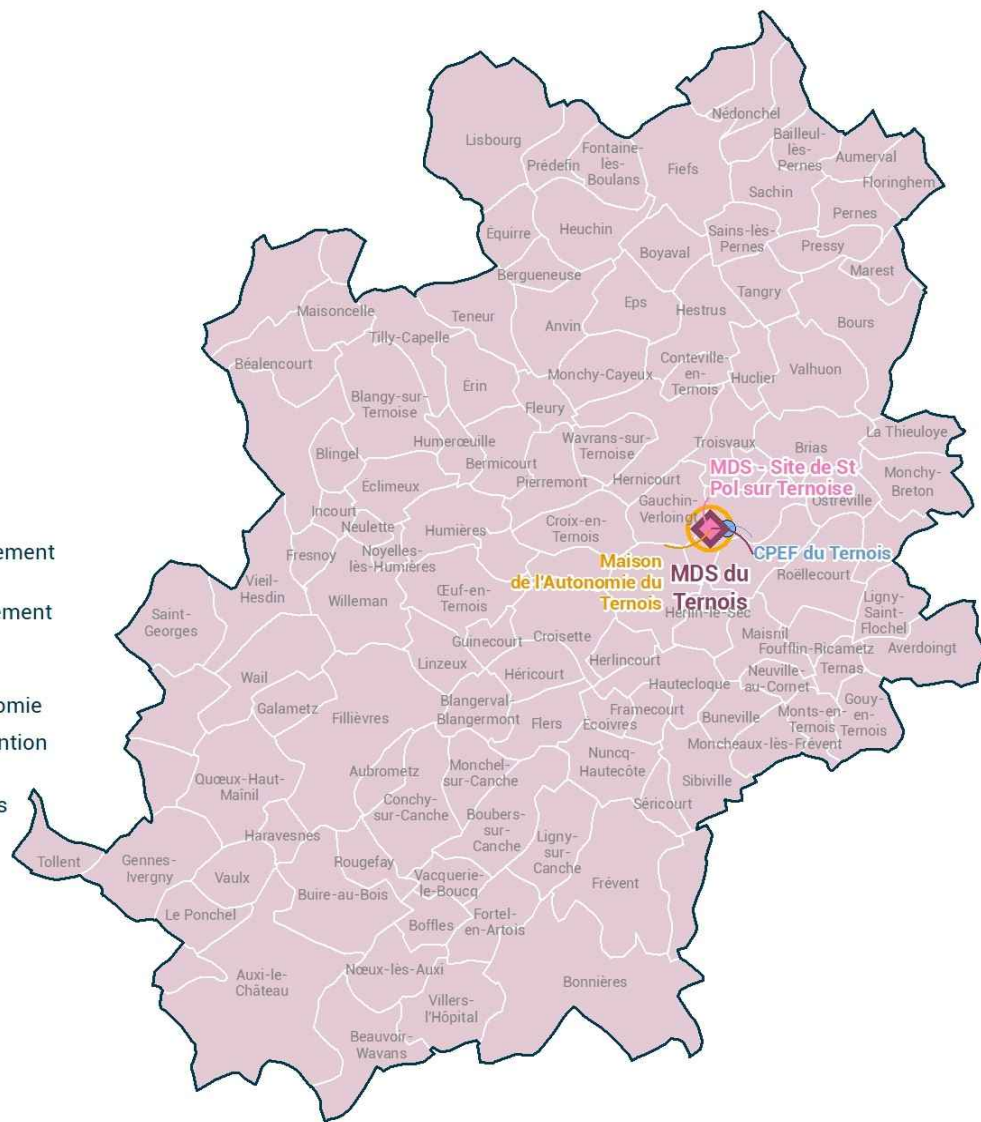 Nédonchel
Lisbourg
Bailleul-
lès-
Pernes
Fontaine-
lès-
Boulans
Prédefin
Fiefs
Aumerval
Floringhem
Sachin
Pernes
Équirre
Heuchin
Sains-lès-
Pernes
Pressy
Boyaval
Bergueneuse
Marest
Tangry
Maisoncelle
Teneur
Eps
Hestrus
Anvin
Bours
Tilly-Capelle
Béalencourt
Conteville-
en-
Ternois
Monchy-Cayeux
Huclier
Valhuon
Érin
Blangy-sur-
Ternoise
Fleury
La Thieuloye
Humerœuille
Wavrans-sur-
Ternoise
Troisvaux
Brias
Blingel
Bermicourt
MDS - Site de St
Pol sur Ternoise
Monchy-
Breton
Éclimeux
Pierremont
Hernicourt
Ostreville
Gauchin-
Verloingt
Incourt
Neulette
Humières
Croix-en-
Ternois
ement
Fresnoy
Noyelles-
lès-Humières
Maison
de l'Autonomie du
Ternois
MDS du
Ternois
CPEF du Ternois
Roëllecourt
Vieil-
Hesdin
Willeman
Œuf-en-
Ternois
ement
Saint-
Georges
Herlin-le-Sec
Ligny-
Saint-
Flochel
Guinecourt
Croisette
Maisnil
Foufflin-Ricametz
Averdoingt
Linzeux
Herlincourt
Ternas
Wail
Héricourt
Hautecloque
Neuville-
au-Cornet
omie
Galametz
Fillièvres
Blangerval-
Blangermont
Flers
Framecourt
Ecoivres
Buneville
Monts-en-
Ternois
Gouy-
en-
Ternois
ntion
Moncheaux-lès-Frévent
Nuncq-
Hautecôte
Quœux-Haut-
Maînil
Aubrometz
Monchel-
sur-Canche
Sibiville
s
Conchy-
sur-Canche
Séricourt
Boubers-
sur-
Canche
Haravesnes
Ligny-
sur-
Canche
Tollent
Gennes-
Ivergny
Vaulx
Rougefay
Vacquerie-
le-Boucq
Frévent
Buire-au-Bois
Le Ponchel
Boffles
Fortel-
en-Artois
Auxi-le-
Château
Nœux-lès-Auxi
Bonnières
Villers-
l'Hôpital
Beauvoir-
Wavans